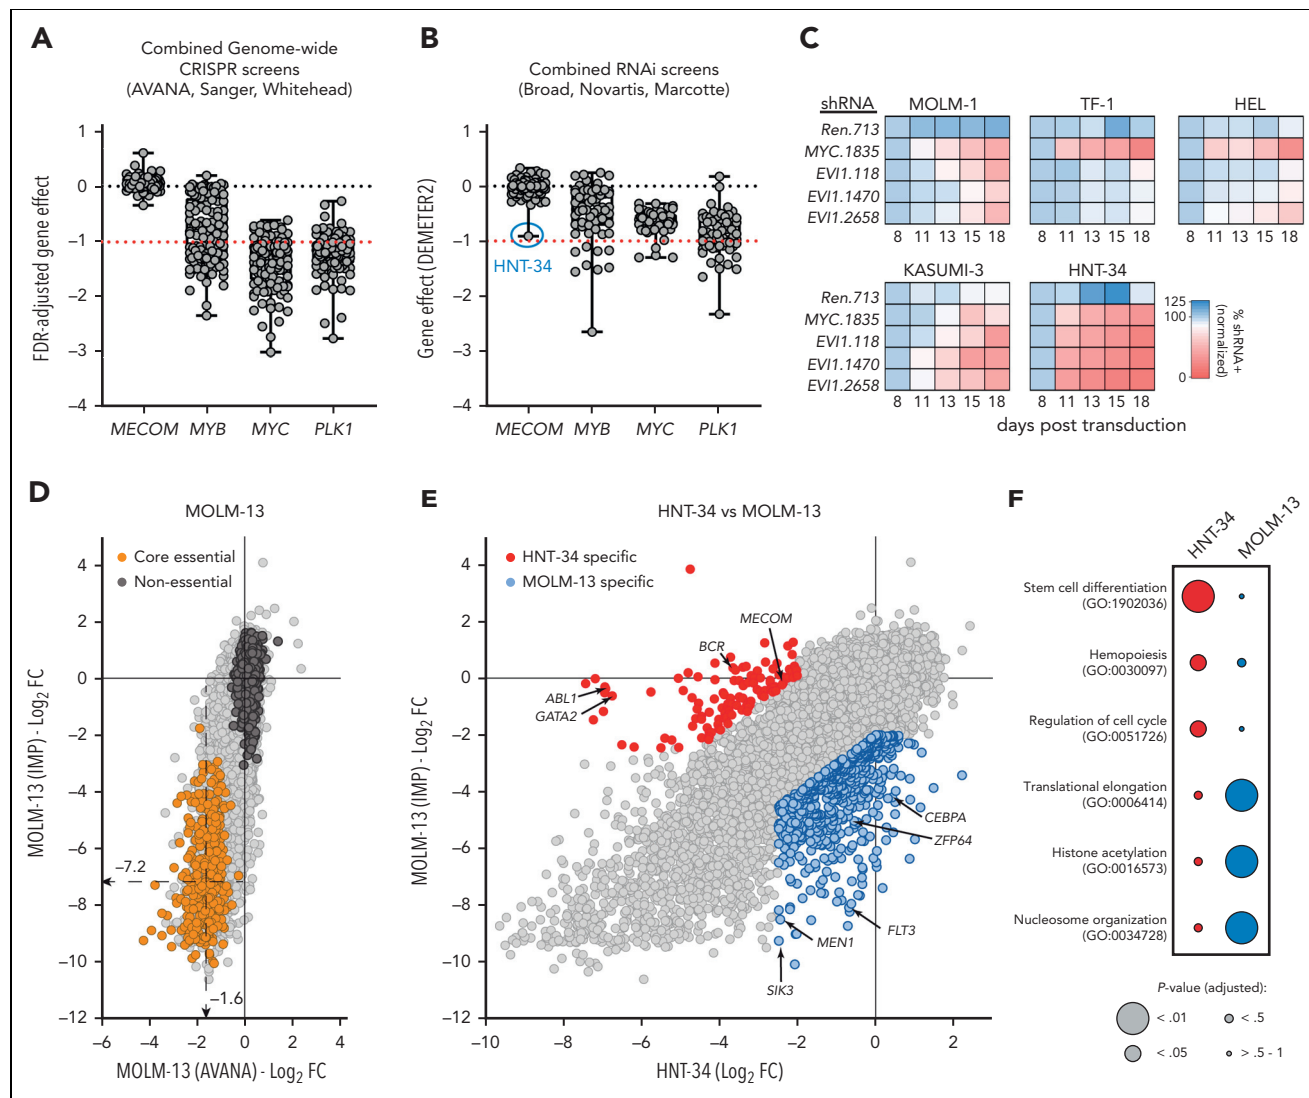 A
Combined Genome-wide
CRISPR screens
(AVANA, Sanger, Whitehead)
FDR-adjusted gene effect
1
0
–1
–2
–3
–4
MECOM
MYB
MYC
PLK1
B
Combined RNAi screens
(Broad, Novartis, Marcotte)
Gene effect (DEMETER2)
1
0
–1
–2
–3
–4
HNT-34
MECOM
MYB
MYC
PLK1
C
shRNA
MOLM-1
TF-1
HEL
Ren.713
MYC.1835
EVI1.118
EVI1.1470
EVI1.2658
8 11 13 15 18
8 11 13 15 18
8 11 13 15 18
KASUMI-3
HNT-34
Ren.713
MYC.1835
EVI1.118
EVI1.1470
EVI1.2658
8 11 13 15 18
8 11 13 15 18
125
100
0
% shRNA+
(normalized)
days post transduction
D
MOLM-13
Core essential
Non-essential
MOLM-13 (IMP) - Log2 FC
4
2
0
–2
–4
–6
–8
–10
–12
–7.2
–1.6
–6 –4 –2 0 2 4
MOLM-13 (AVANA) - Log2 FC
E
HNT-34 vs MOLM-13
HNT-34 specific
MOLM-13 specific
MOLM-13 (IMP) - Log2 FC
4
2
0
–2
–4
–6
–8
–10
–12
MECOM
BCR
ABL1
GATA2
CEBPA
ZFP64
FLT3
MEN1
SIK3
–10 –8 –6 –4 –2 0 2
HNT-34 (Log2 FC)
F
HNT-34
MOLM-13
Stem cell differentiation
(GO:1902036)
Hemopoiesis
(GO:0030097)
Regulation of cell cycle
(GO:0051726)
Translational elongation
(GO:0006414)
Histone acetylation
(GO:0016573)
Nucleosome organization
(GO:0034728)
P-value (adjusted):
< .01
< .5
< .05
> .5 - 1